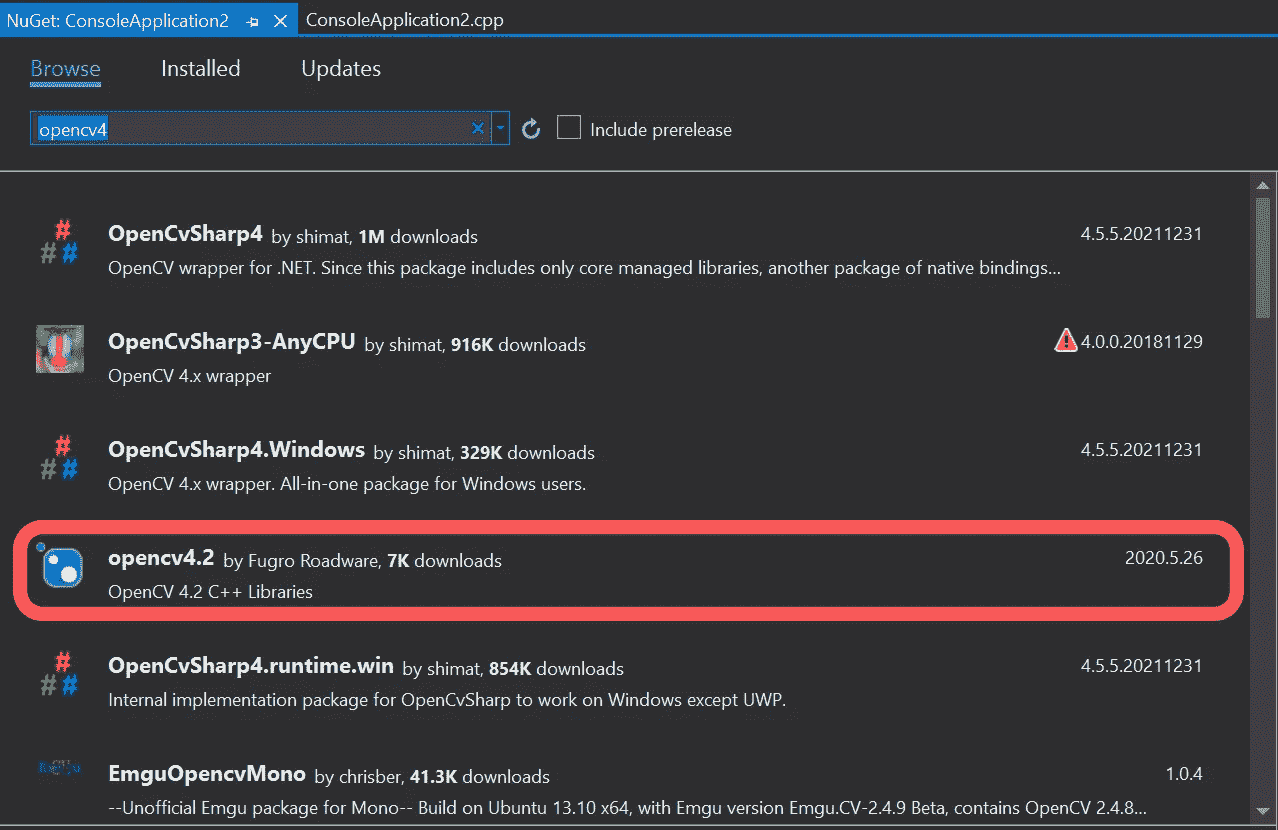 NuGet: ConsoleApplication2 ConsoleApplication2.cpp
Browse Installed Updates
opencv4 Include prerelease
OpenCvSharp4 by shimat, 1M downloads 4.5.5.20211231
OpenCV wrapper for .NET. Since this package includes only core managed libraries, another package of native bindings...
OpenCvSharp3-AnyCPU by shimat, 916K downloads 4.0.0.20181129
OpenCV 4.x wrapper
OpenCvSharp4.Windows by shimat, 329K downloads 4.5.5.20211231
OpenCV 4.x wrapper. All-in-one package for Windows users.
opencv4.2 by Fugro Roadware, 7K downloads 2020.5.26
OpenCV 4.2 C++ Libraries
OpenCvSharp4.runtime.win by shimat, 854K downloads 4.5.5.20211231
Internal implementation package for OpenCvSharp to work on Windows except UWP.
EmguOpencvMono by chrisber, 41.3K downloads 1.0.4
--Unofficial Emgu package for Mono-- Build on Ubuntu 13.10 x64, with Emgu version Emgu.CV-2.4.9 Beta, contains OpenCV 2.4.8...